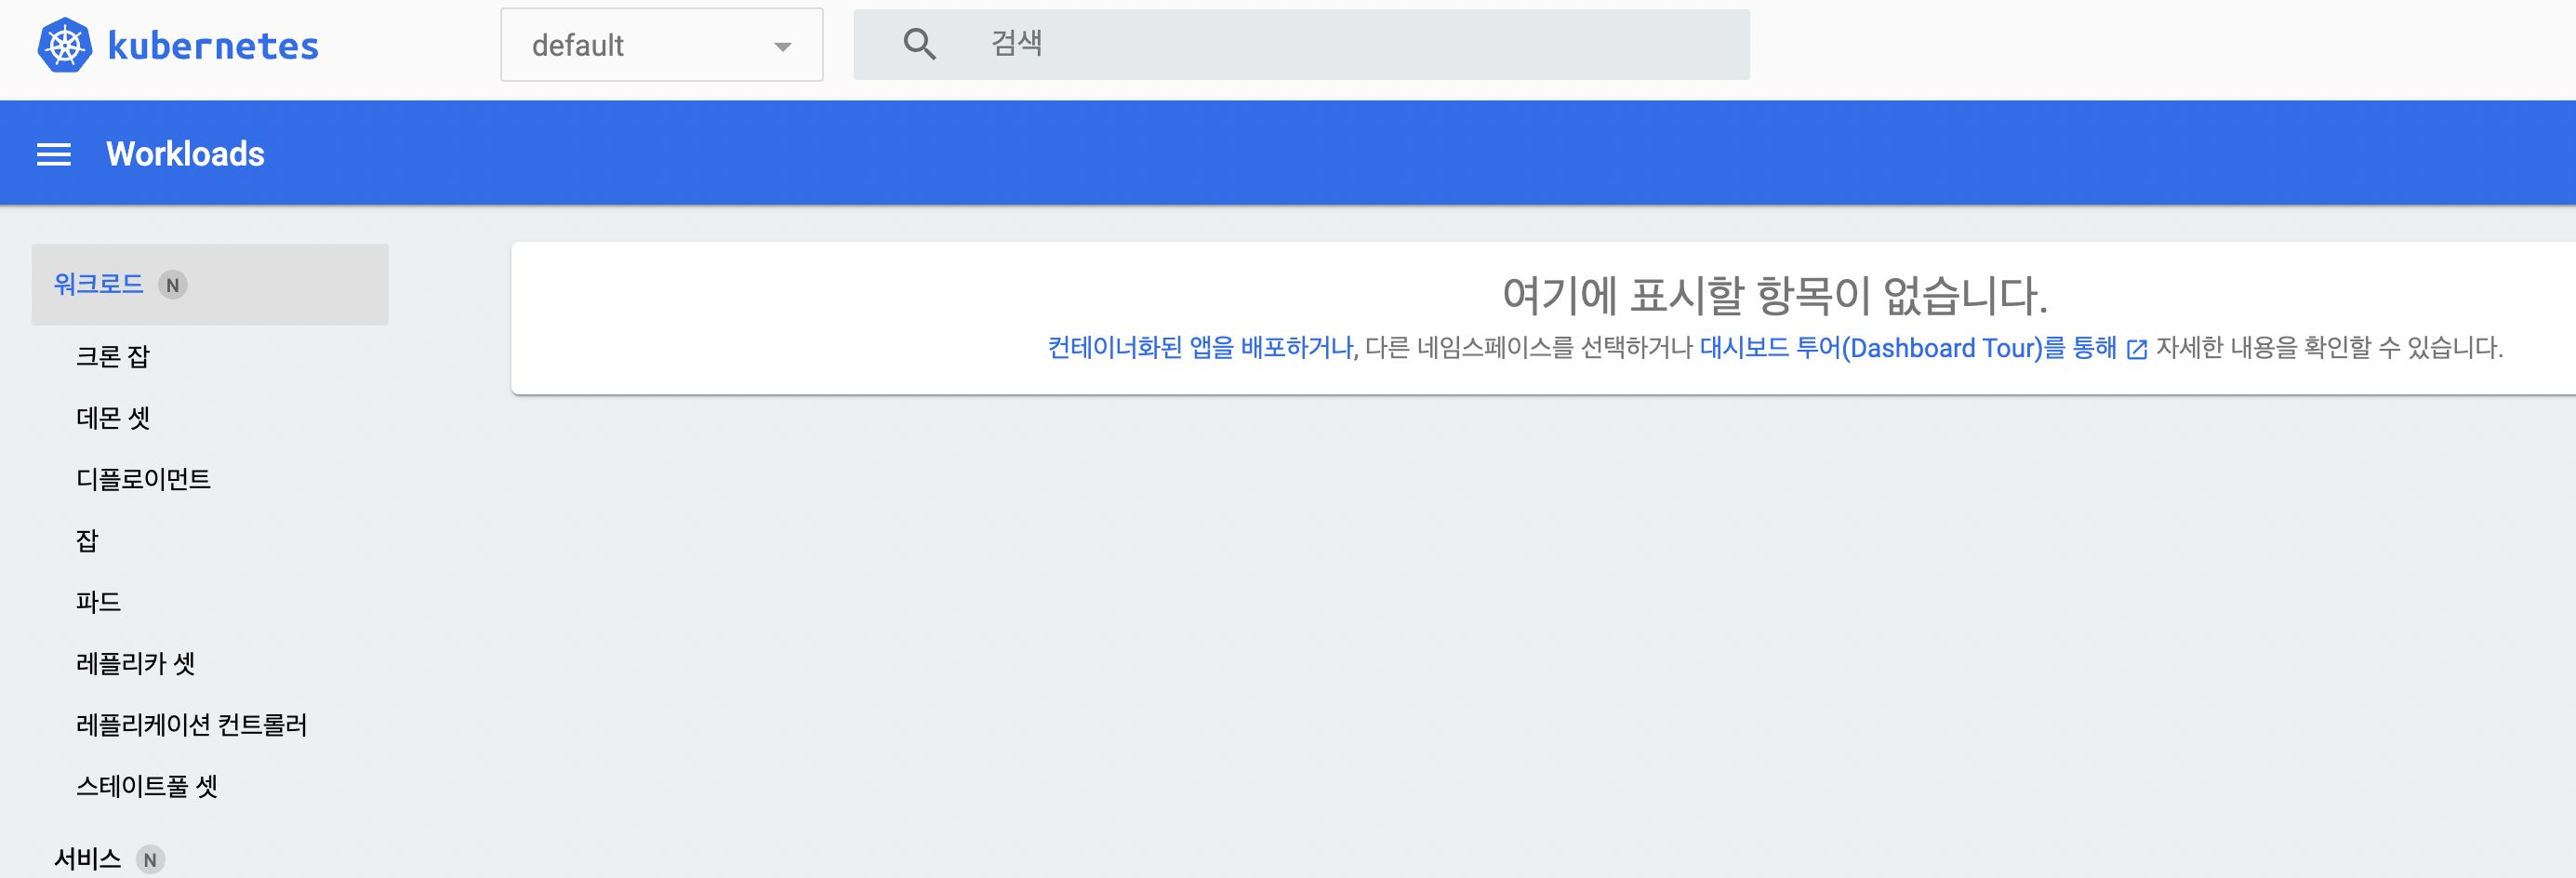 kubernetes
default
검색
Workloads
워크로드 N
크론 잡
데몬 셋
디플로이먼트
잡
파드
레플리카 셋
레플리케이션 컨트롤러
스테이트풀 셋
서비스 N
여기에 표시할 항목이 없습니다.
컨테이너화된 앱을 배포하거나, 다른 네임스페이스를 선택하거나 대시보드 투어(Dashboard Tour)를 통해 자세한 내용을 확인할 수 있습니다.